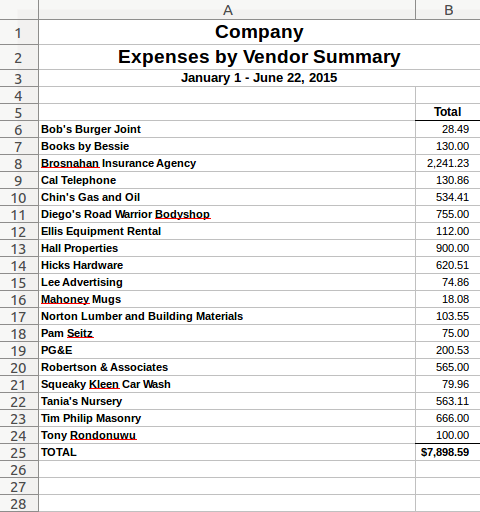 A B
1 Company
2 Expenses by Vendor Summary
3 January 1 - June 22, 2015
4
5 Total
6 Bob's Burger Joint 28.49
7 Books by Bessie 130.00
8 Brosnahan Insurance Agency 2,241.23
9 Cal Telephone 130.86
10 Chin's Gas and Oil 534.41
11 Diego's Road Warrior Bodyshop 755.00
12 Ellis Equipment Rental 112.00
13 Hall Properties 900.00
14 Hicks Hardware 620.51
15 Lee Advertising 74.86
16 Mahoney Mugs 18.08
17 Norton Lumber and Building Materials 103.55
18 Pam Seitz 75.00
19 PG&E 200.53
20 Robertson & Associates 565.00
21 Squeaky Kleen Car Wash 79.96
22 Tania's Nursery 563.11
23 Tim Philip Masonry 666.00
24 Tony Rondonuwu 100.00
25 TOTAL $7,898.59
26
27
28